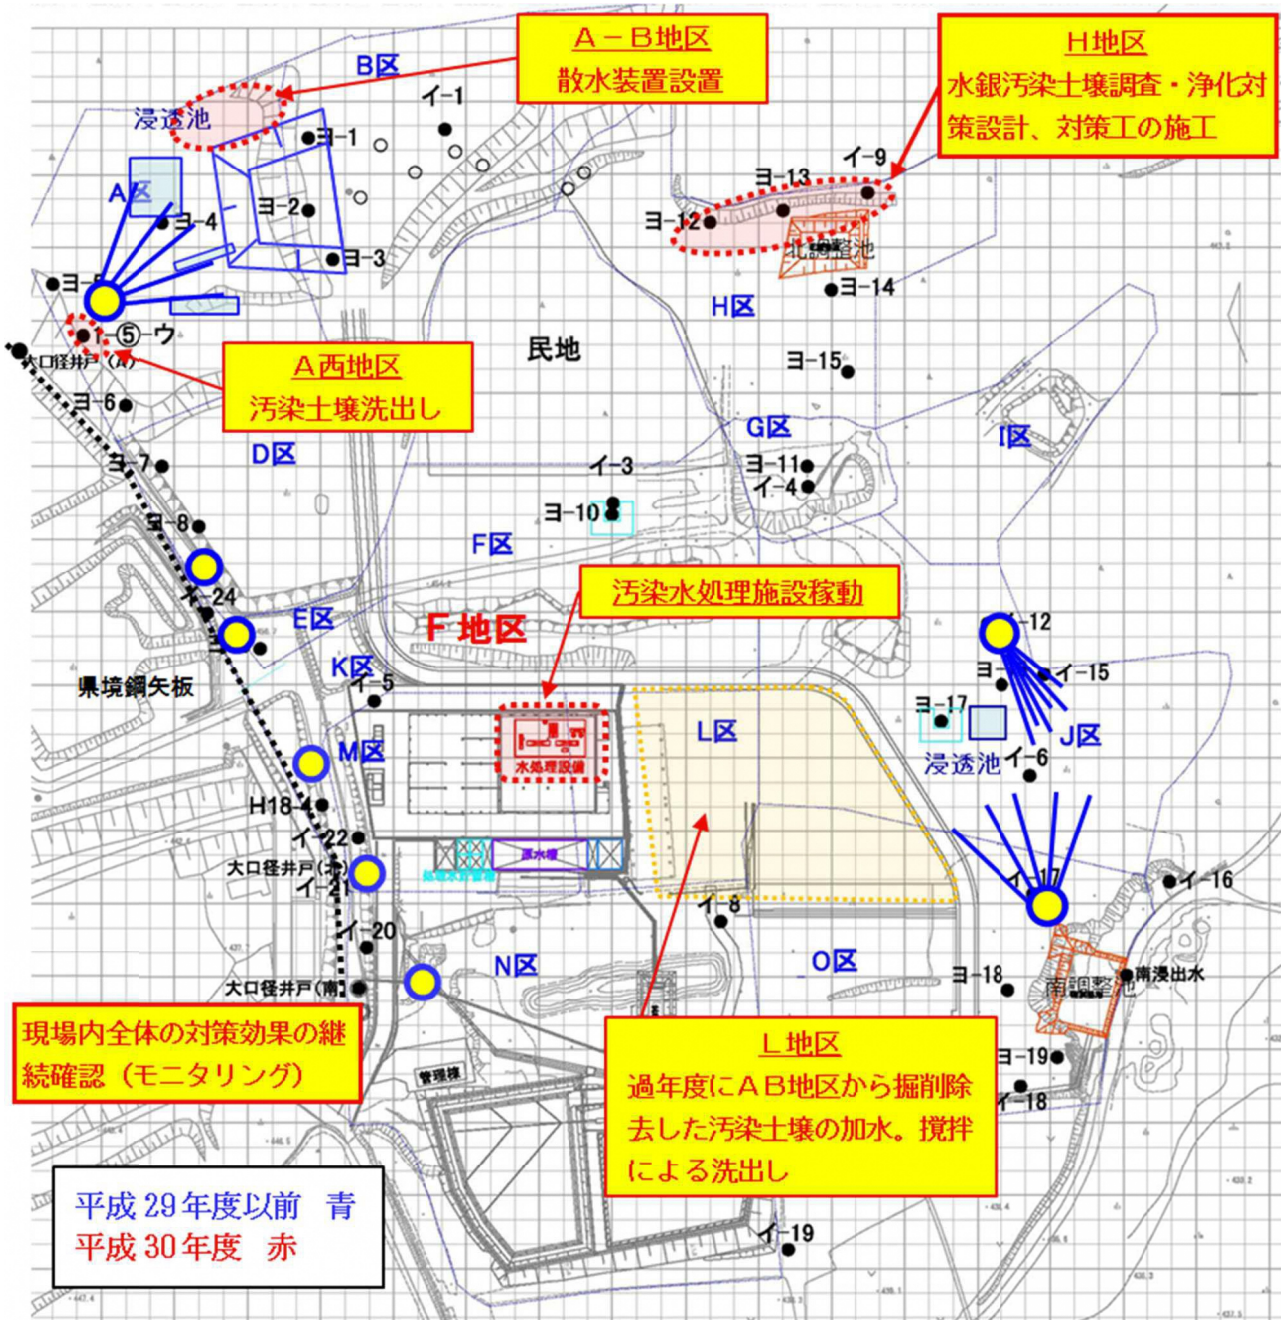 A－B地区
散水装置設置
H地区
水銀汚染土壌調査・浄化対
策設計、対策工の施工
B区
イ-1
浸透池
ヨ-1
A区
ヨ-2
ヨ-4
ヨ-3
イ-9
ヨ-13
ヨ-12
北調整池
ヨ-14
H区
ヨ-5
1-⑤-ウ
大口径井戸（A）
民地
ヨ-15
A西地区
汚染土壌洗出し
ヨ-6
D区
ヨ-7
G区
I区
イ-3
ヨ-11
イ-4
ヨ-10
ヨ-8
F区
汚染水処理施設稼動
E区
F地区
県境鋼矢板
K区
イ-5
イ-15
ヨ-17
L区
M区
J区
浸透池
水処理設備
イ-6
H18-4
イ-22
大口径井戸(北)
イ-21
原水槽
イ-17
イ-16
イ-8
イ-20
N区
O区
ヨ-18
大口径井戸(南)
南調整池
南浸出水
現場内全体の対策効果の継
続確認（モニタリング）
L地区
過年度にAB地区から掘削除
去した汚染土壌の加水。撹拌
による洗出し
管理棟
ヨ-19
イ-18
平成29年度以前　青
平成30年度　赤
イ-19